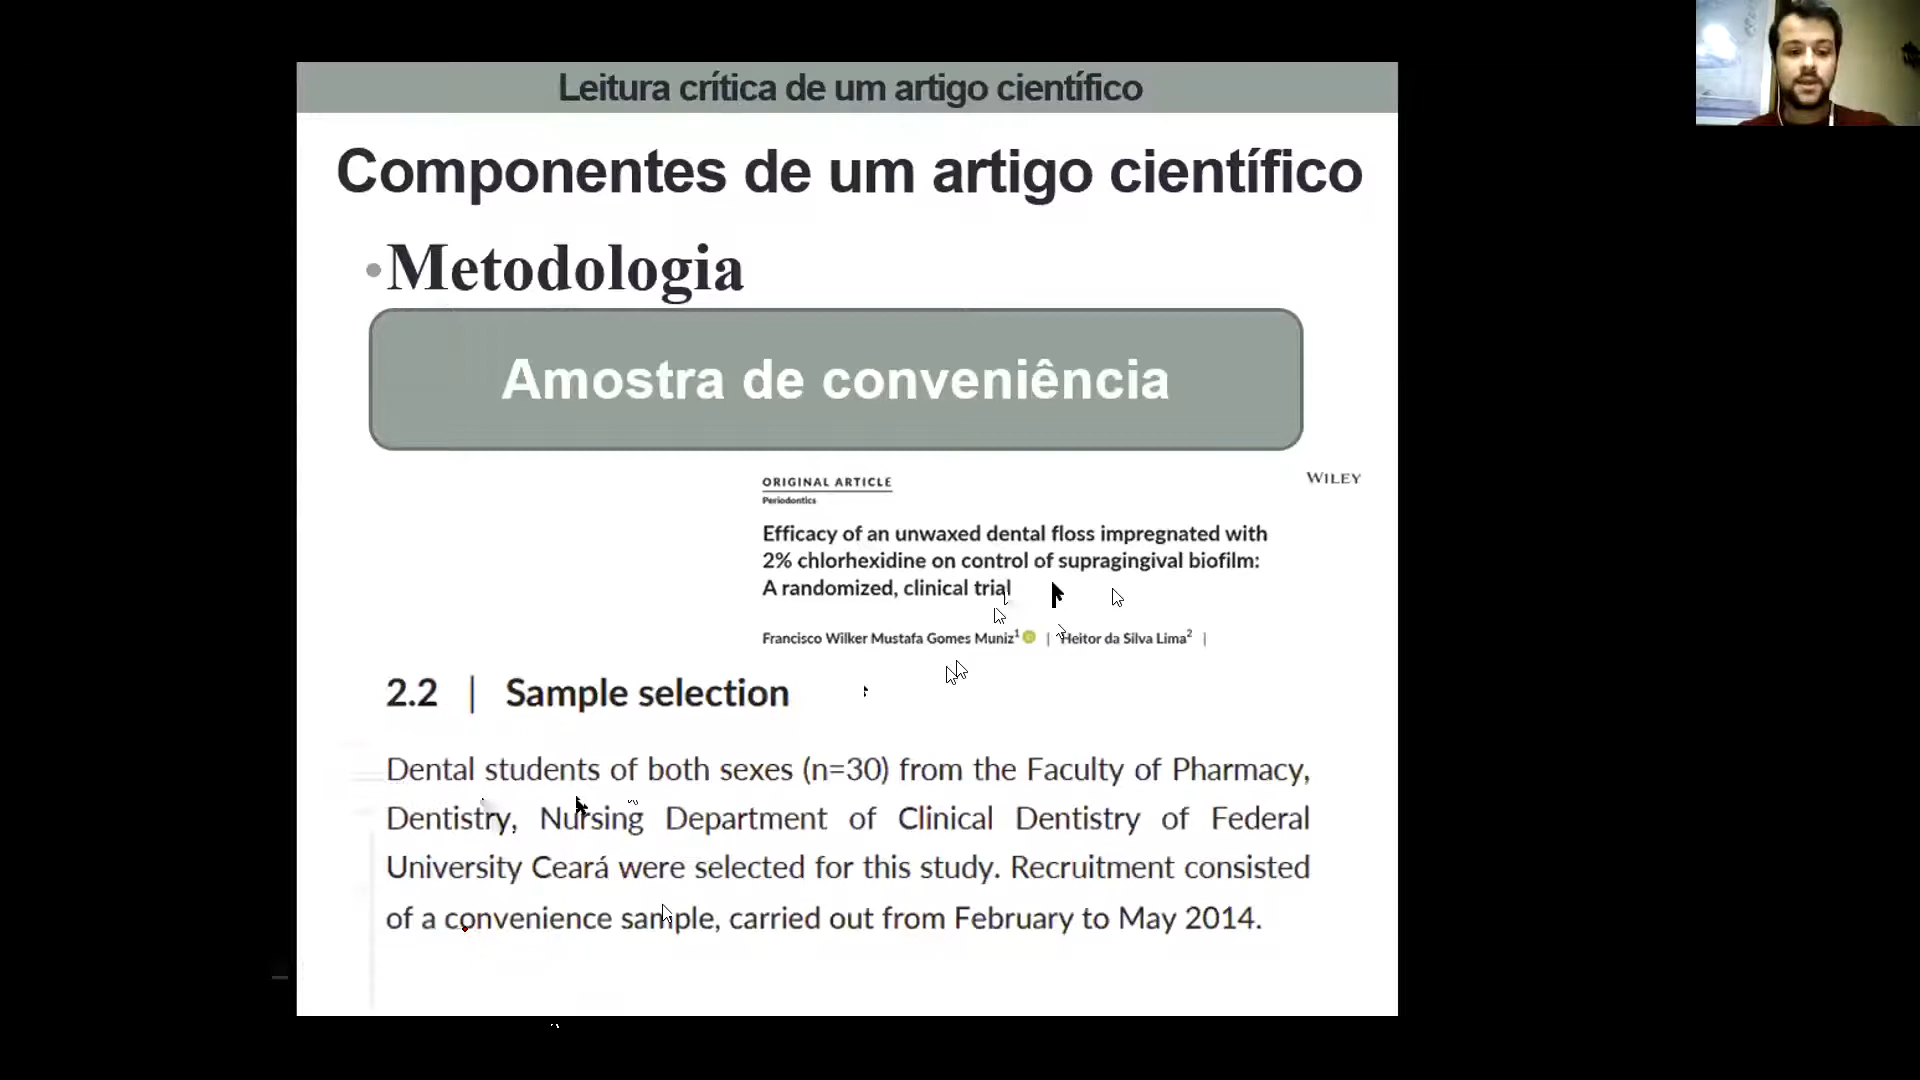 Leitura crítica de um artigo científico
Componentes de um artigo científico
•Metodologia
Amostra de conveniência
ORIGINAL ARTICLE
WILEY
Periodontics
Efficacy of an unwaxed dental floss impregnated with
2% chlorhexidine on control of supragingival biofilm:
A randomized, clinical trial
Francisco Wilker Mustafa Gomes Muniz1 | Heitor da Silva Lima2 |
2.2 | Sample selection
Dental students of both sexes (n=30) from the Faculty of Pharmacy,
Dentistry, Nursing Department of Clinical Dentistry of Federal
University Ceará were selected for this study. Recruitment consisted
of a convenience sample, carried out from February to May 2014.